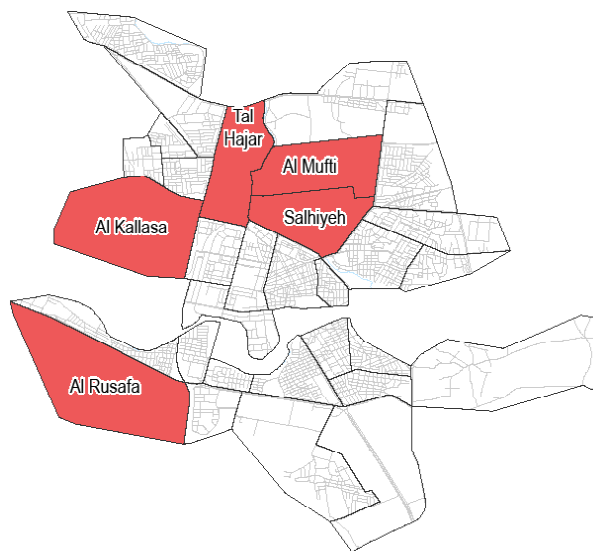 Tal
Hajar
Al Mufti
Salhiyeh
Al Kallasa
Al Rusafa